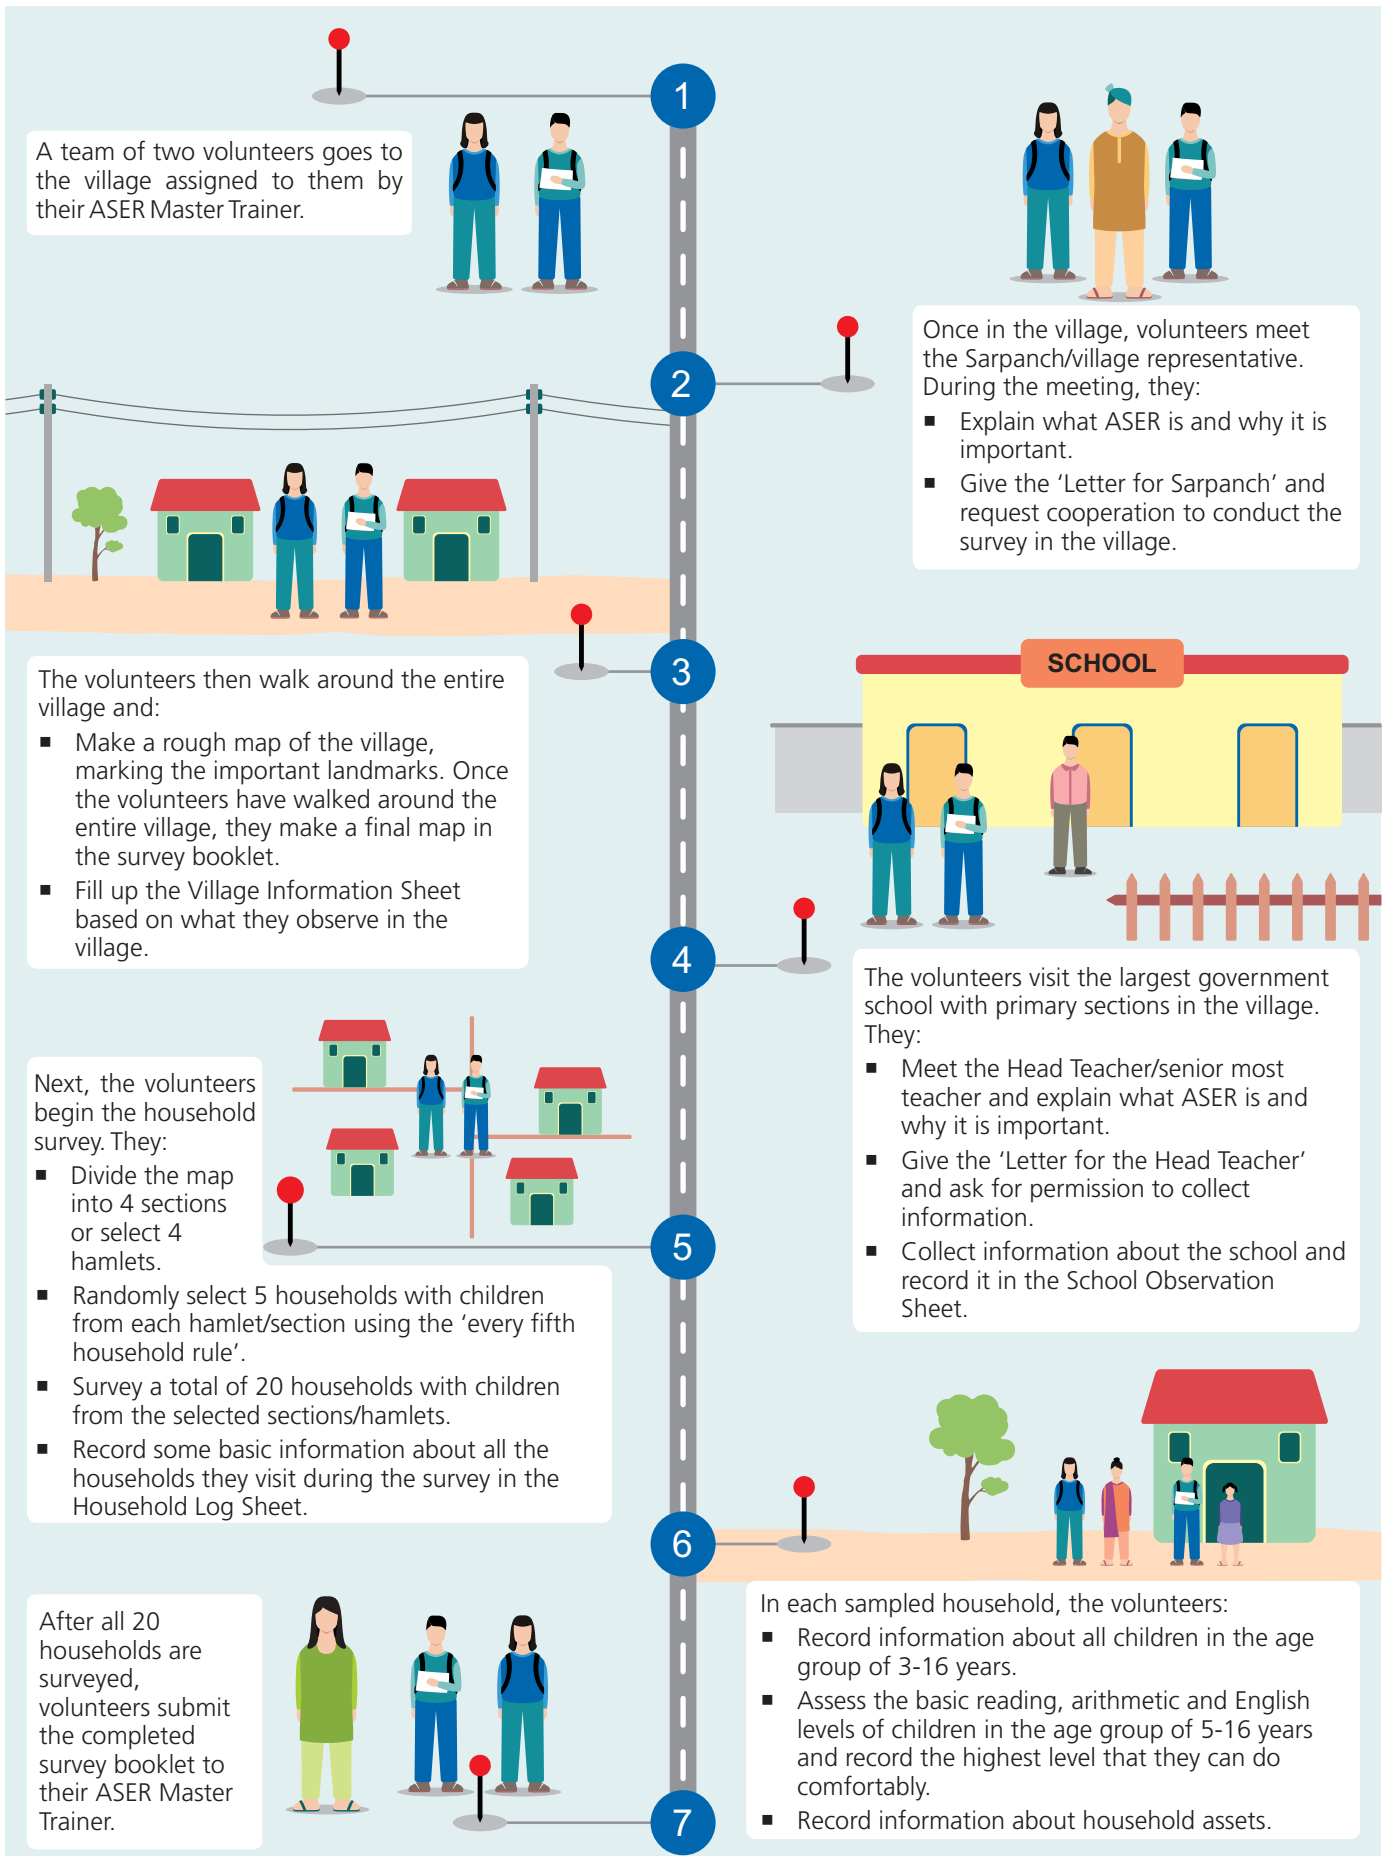 1
A team of two volunteers goes to
the village assigned to them by
their ASER Master Trainer.
2
Once in the village, volunteers meet
the Sarpanch/village representative.
During the meeting, they:
■ Explain what ASER is and why it is
important.
■ Give the ‘Letter for Sarpanch’ and
request cooperation to conduct the
survey in the village.
3
The volunteers then walk around the entire
village and:
■ Make a rough map of the village,
marking the important landmarks. Once
the volunteers have walked around the
entire village, they make a final map in
the survey booklet.
■ Fill up the Village Information Sheet
based on what they observe in the
village.
SCHOOL
4
The volunteers visit the largest government
school with primary sections in the village.
They:
■ Meet the Head Teacher/senior most
teacher and explain what ASER is and
why it is important.
■ Give the ‘Letter for the Head Teacher’
and ask for permission to collect
information.
■ Collect information about the school and
record it in the School Observation
Sheet.
5
Next, the volunteers
begin the household
survey. They:
■ Divide the map
into 4 sections
or select 4
hamlets.
■ Randomly select 5 households with children
from each hamlet/section using the ‘every fifth
household rule’.
■ Survey a total of 20 households with children
from the selected sections/hamlets.
■ Record some basic information about all the
households they visit during the survey in the
Household Log Sheet.
6
In each sampled household, the volunteers:
■ Record information about all children in the age
group of 3-16 years.
■ Assess the basic reading, arithmetic and English
levels of children in the age group of 5-16 years
and record the highest level that they can do
comfortably.
■ Record information about household assets.
7
After all 20
households are
surveyed,
volunteers submit
the completed
survey booklet to
their ASER Master
Trainer.